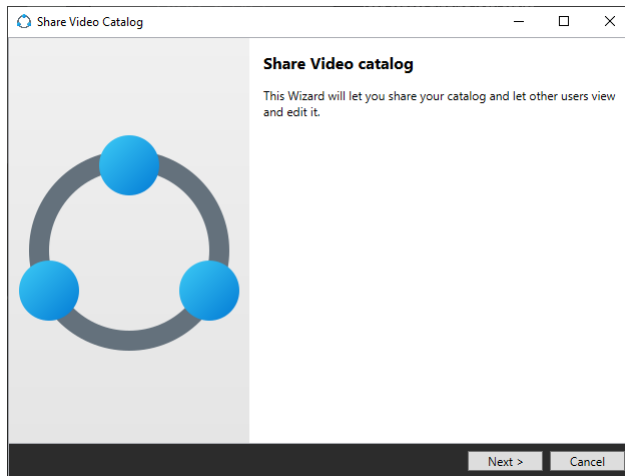 Share Video Catalog
Share Video catalog
This Wizard will let you share your catalog and let other users view
and edit it.
Next >
Cancel